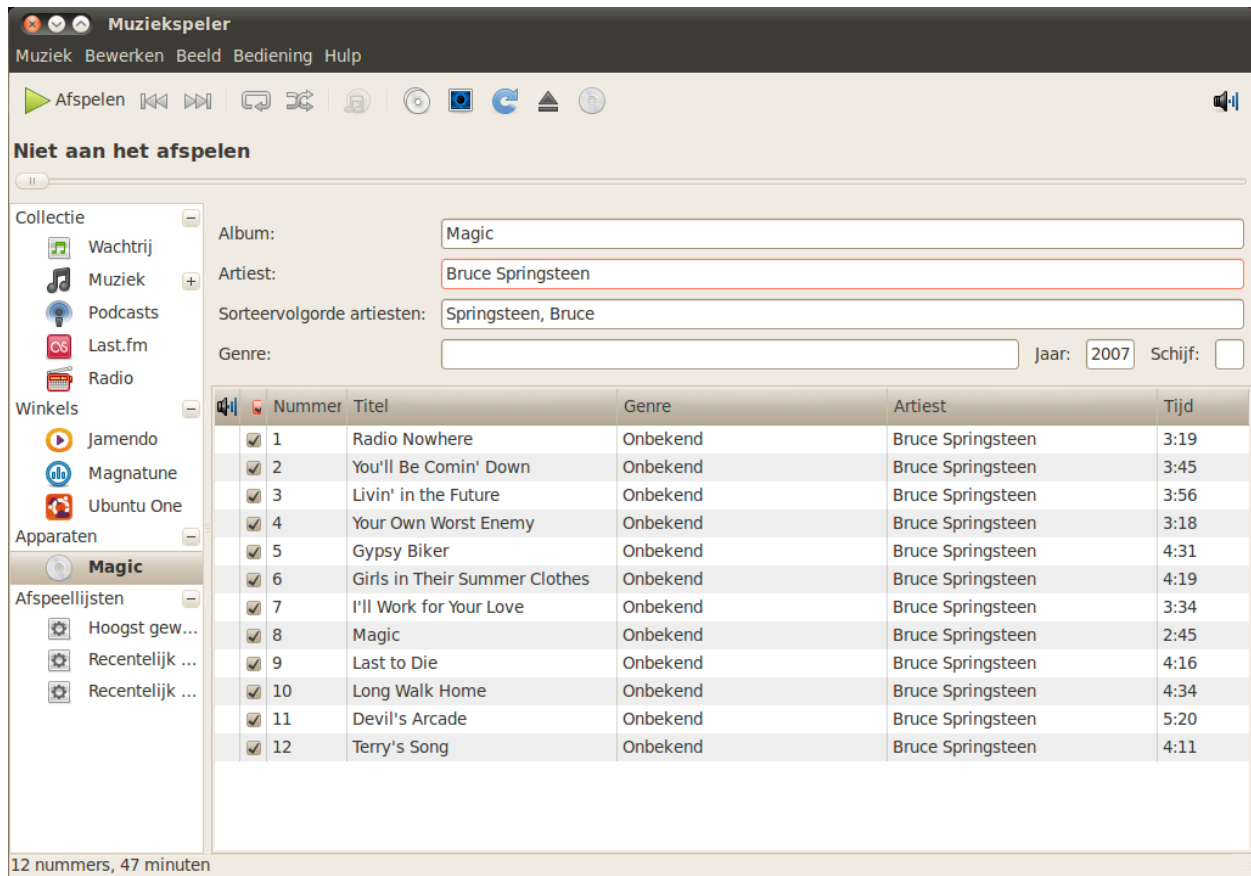 Muziekspeler
Muziek Bewerken Beeld Bediening Hulp
Afspelen
Niet aan het afspelen
Collectie
Wachtrij
Muziek
Podcasts
Last.fm
Radio
Winkels
Jamendo
Magnatune
Ubuntu One
Apparaten
Magic
Afspeellijsten
Hoogst gew...
Recentelijk ...
Recentelijk ...
Album: Magic
Artiest: Bruce Springsteen
Sorteervolgorde artiesten: Springsteen, Bruce
Genre: Jaar: 2007 Schijf:
Nummer Titel Genre Artiest Tijd
1 Radio Nowhere Onbekend Bruce Springsteen 3:19
2 You'll Be Comin' Down Onbekend Bruce Springsteen 3:45
3 Livin' in the Future Onbekend Bruce Springsteen 3:56
4 Your Own Worst Enemy Onbekend Bruce Springsteen 3:18
5 Gypsy Biker Onbekend Bruce Springsteen 4:31
6 Girls in Their Summer Clothes Onbekend Bruce Springsteen 4:19
7 I'll Work for Your Love Onbekend Bruce Springsteen 3:34
8 Magic Onbekend Bruce Springsteen 2:45
9 Last to Die Onbekend Bruce Springsteen 4:16
10 Long Walk Home Onbekend Bruce Springsteen 4:34
11 Devil's Arcade Onbekend Bruce Springsteen 5:20
12 Terry's Song Onbekend Bruce Springsteen 4:11
12 nummers, 47 minuten